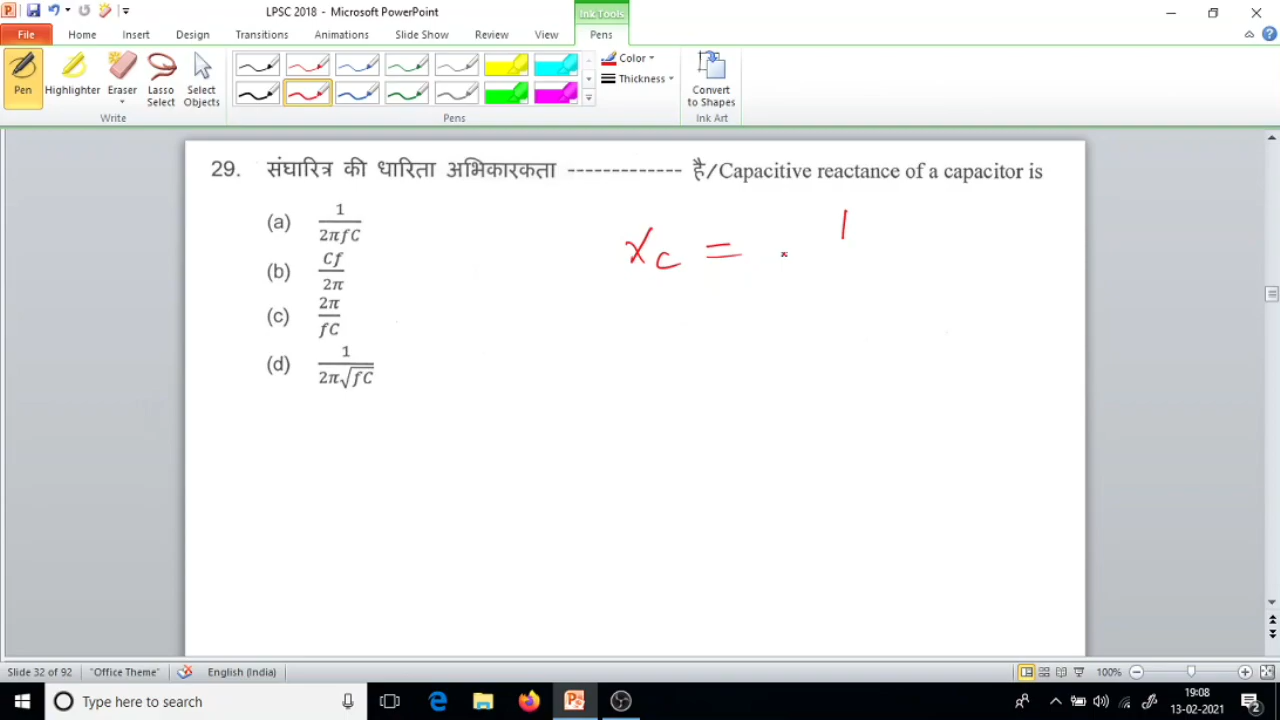 LPSC 2018 - Microsoft PowerPoint
Ink Tools
File Home Insert Design Transitions Animations Slide Show Review View Pens
Pen Highlighter Eraser Lasso Select Select Objects
Color
Thickness
Convert to Shapes
Write Pens Ink Art
29. संघारित्र की धारिता अभिकारकता ------------- है/Capacitive reactance of a capacitor is
(a) 1/2πfC
(b) Cf/2π
(c) 2π/fC
(d) 1/2π√fC
Xc = 1
Slide 32 of 92 "Office Theme" English (India) 100%
Type here to search
19:08
13-02-2021
2